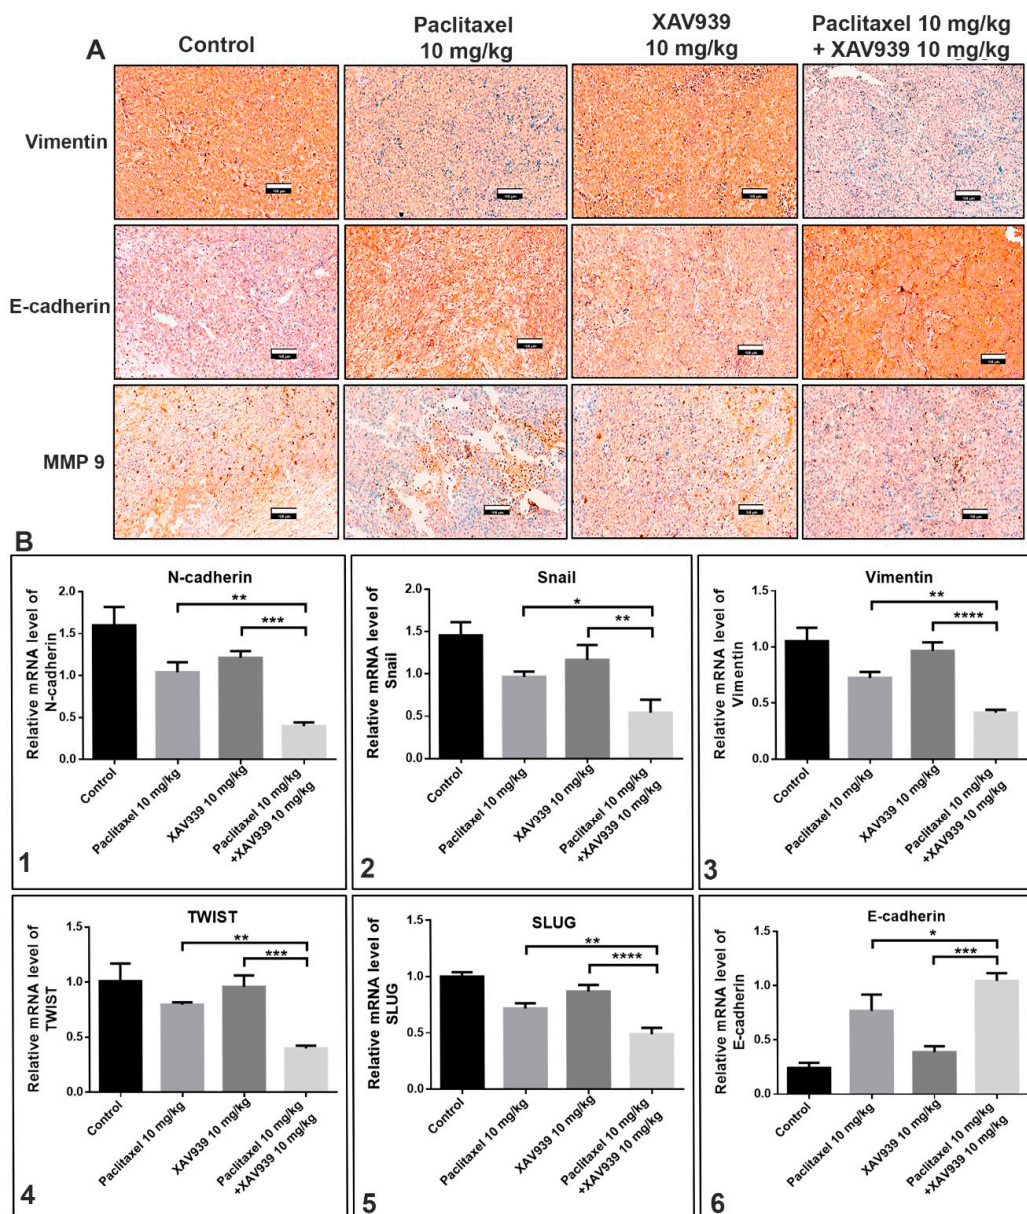 A
Control
Paclitaxel
10 mg/kg
XAV939
10 mg/kg
Paclitaxel 10 mg/kg
+ XAV939 10 mg/kg
Vimentin
E-cadherin
MMP 9
B
N-cadherin
Relative mRNA level of
N-cadherin
2.0
1.5
1.0
0.5
0.0
**
***
Control
Paclitaxel 10 mg/kg
XAV939 10 mg/kg
Paclitaxel 10 mg/kg
+XAV939 10 mg/kg
1
Snail
Relative mRNA level of
Snail
2.0
1.5
1.0
0.5
0.0
*
**
Control
Paclitaxel 10 mg/kg
XAV939 10 mg/kg
Paclitaxel 10 mg/kg
+XAV939 10 mg/kg
2
Vimentin
Relative mRNA level of
Vimentin
1.5
1.0
0.5
0.0
**
****
Control
Paclitaxel 10 mg/kg
XAV939 10 mg/kg
Paclitaxel 10 mg/kg
+XAV939 10 mg/kg
3
TWIST
Relative mRNA level of
TWIST
1.5
1.0
0.5
0.0
**
***
Control
Paclitaxel 10 mg/kg
XAV939 10 mg/kg
Paclitaxel 10 mg/kg
+XAV939 10 mg/kg
4
SLUG
Relative mRNA level of
SLUG
1.5
1.0
0.5
0.0
**
****
Control
Paclitaxel 10 mg/kg
XAV939 10 mg/kg
Paclitaxel 10 mg/kg
+XAV939 10 mg/kg
5
E-cadherin
Relative mRNA level of
E-cadherin
1.5
1.0
0.5
0.0
*
***
Control
Paclitaxel 10 mg/kg
XAV939 10 mg/kg
Paclitaxel 10 mg/kg
+XAV939 10 mg/kg
6